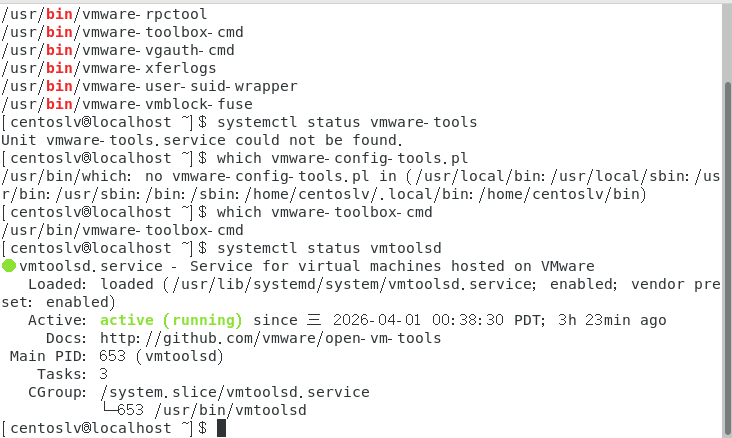 /usr/bin/vmware-rpctool
/usr/bin/vmware-toolbox-cmd
/usr/bin/vmware-vgauth-cmd
/usr/bin/vmware-xferlogs
/usr/bin/vmware-user-suid-wrapper
/usr/bin/vmware-vmblock-fuse
[centoslv@localhost ~]$ systemctl status vmware-tools
Unit vmware-tools.service could not be found.
[centoslv@localhost ~]$ which vmware-config-tools.pl
/usr/bin/which: no vmware-config-tools.pl in (/usr/local/bin:/usr/local/sbin:/us
r/bin:/usr/sbin:/bin:/sbin:/home/centoslv/.local/bin:/home/centoslv/bin)
[centoslv@localhost ~]$ which vmware-toolbox-cmd
/usr/bin/vmware-toolbox-cmd
[centoslv@localhost ~]$ systemctl status vmtoolsd
● vmtoolsd.service - Service for virtual machines hosted on VMware
   Loaded: loaded (/usr/lib/systemd/system/vmtoolsd.service; enabled; vendor pre
set: enabled)
   Active: active (running) since 三 2026-04-01 00:38:30 PDT; 3h 23min ago
     Docs: http://github.com/vmware/open-vm-tools
 Main PID: 653 (vmtoolsd)
    Tasks: 3
   CGroup: /system.slice/vmtoolsd.service
           └─653 /usr/bin/vmtoolsd
[centoslv@localhost ~]$